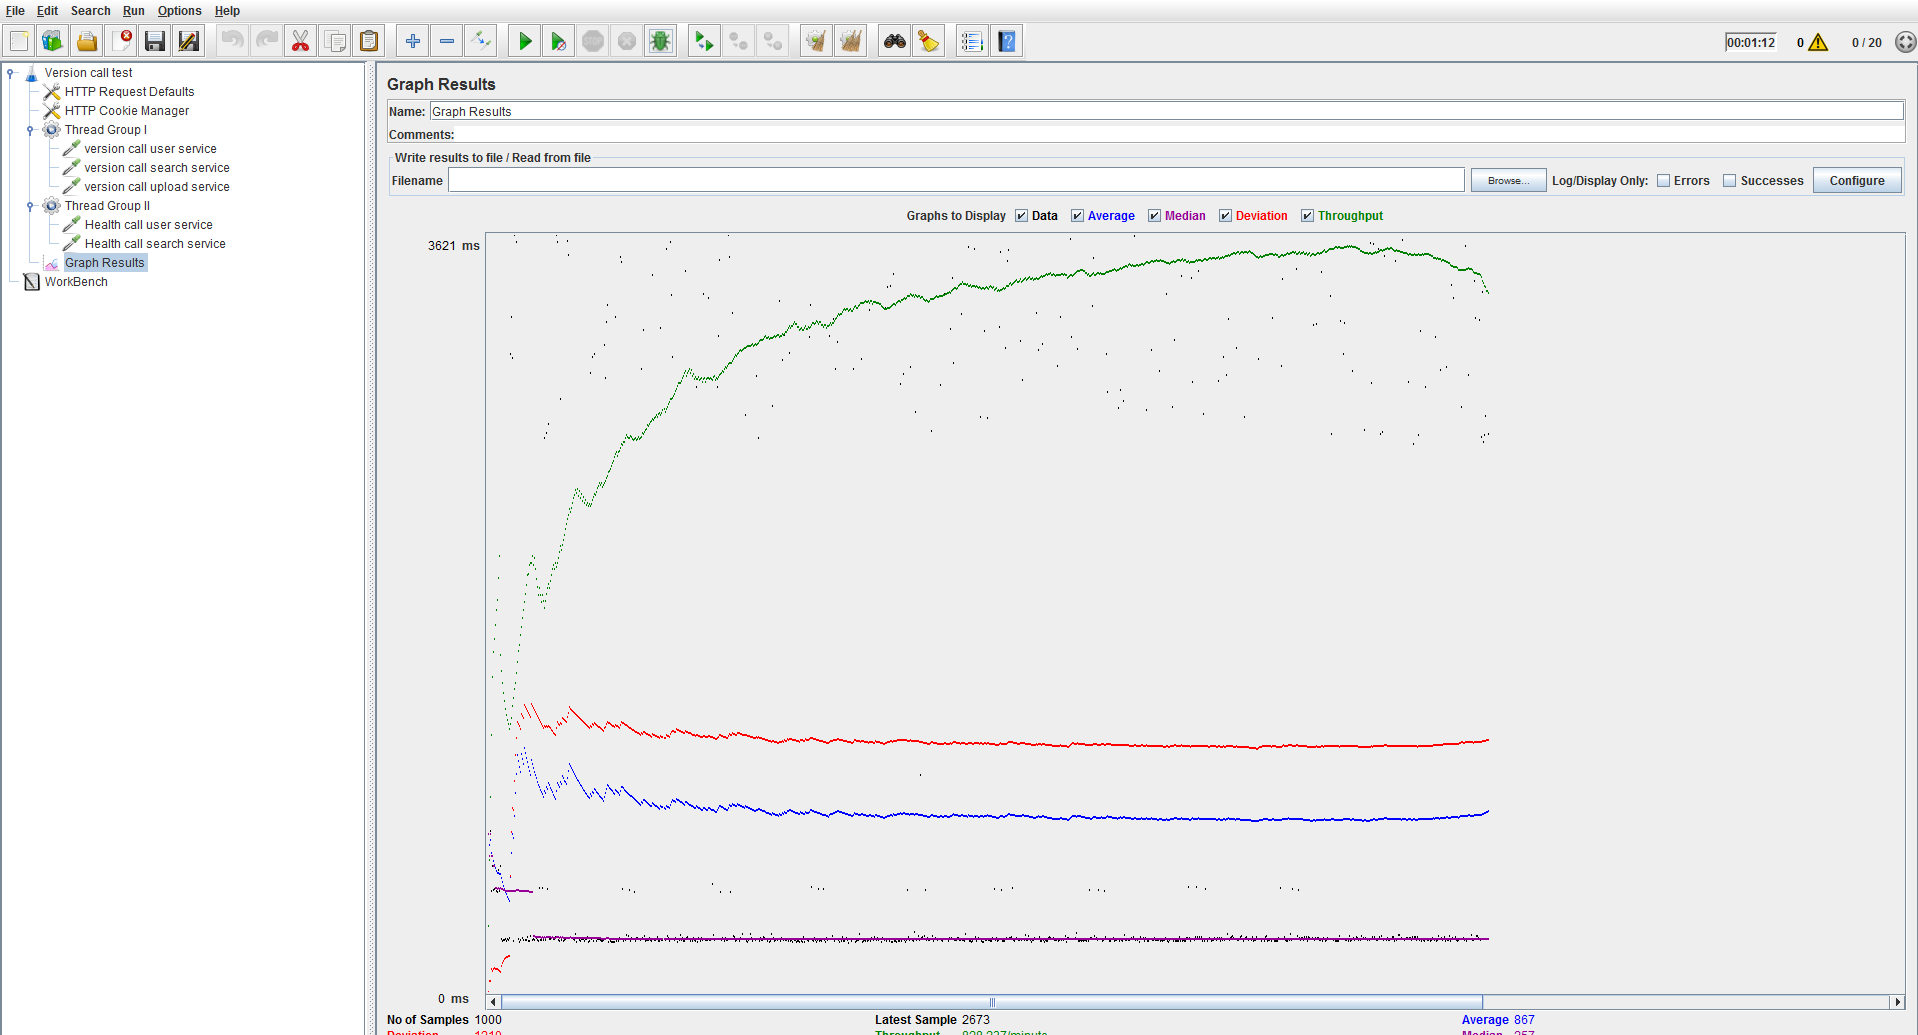 File Edit Search Run Options Help
STOP
00:01:12 0 0 / 20
Version call test
HTTP Request Defaults
HTTP Cookie Manager
Thread Group I
version call user service
version call search service
version call upload service
Thread Group II
Health call user service
Health call search service
Graph Results
WorkBench
Graph Results
Name: Graph Results
Comments:
Write results to file / Read from file
Filename Browse... Log/Display Only: Errors Successes Configure
Graphs to Display Data Average Median Deviation Throughput
3621 ms
0 ms
No of Samples 1000 Latest Sample 2673 Average 867
Deviation Throughput Median